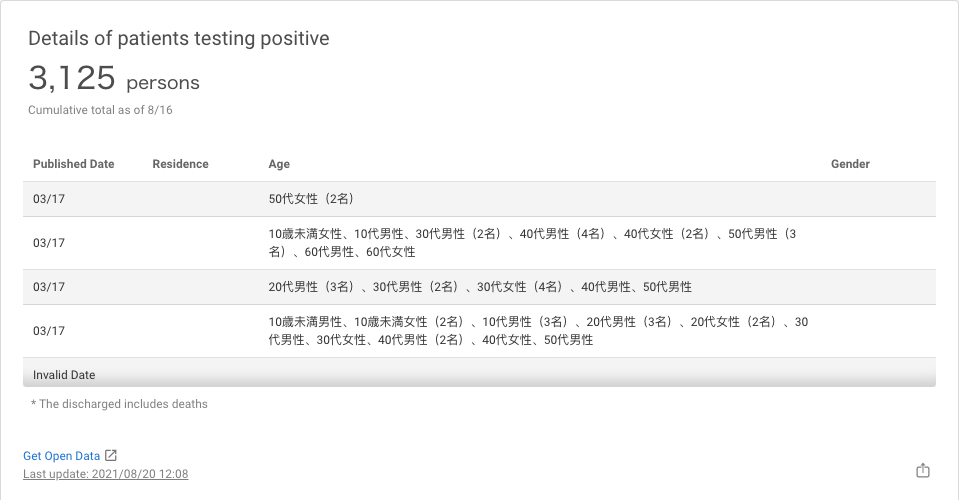 Details of patients testing positive
3,125 persons
Cumulative total as of 8/16
Published Date Residence Age Gender
03/17 50代女性（2名）
03/17 10歳未満女性、10代男性、30代男性（2名）、40代男性（4名）、40代女性（2名）、50代男性（3
名）、60代男性、60代女性
03/17 20代男性（3名）、30代男性（2名）、30代女性（4名）、40代男性、50代男性
03/17 10歳未満男性、10歳未満女性（2名）、10代男性（3名）、20代男性（3名）、20代女性（2名）、30
代男性、30代女性、40代男性（2名）、40代女性、50代男性
Invalid Date
* The discharged includes deaths
Get Open Data
Last update: 2021/08/20 12:08